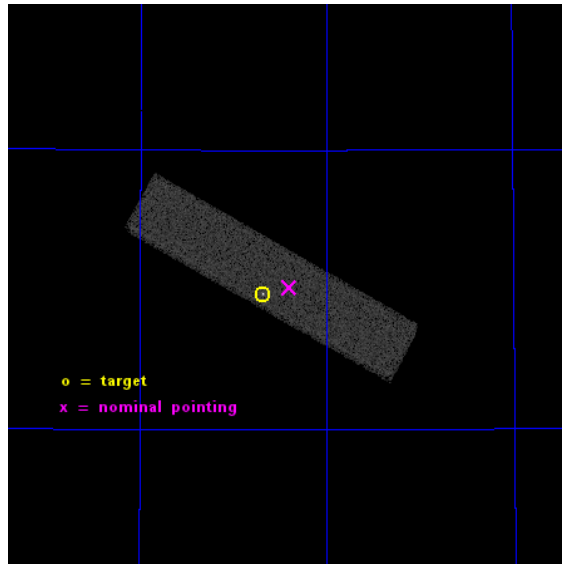 o = target
x = nominal pointing